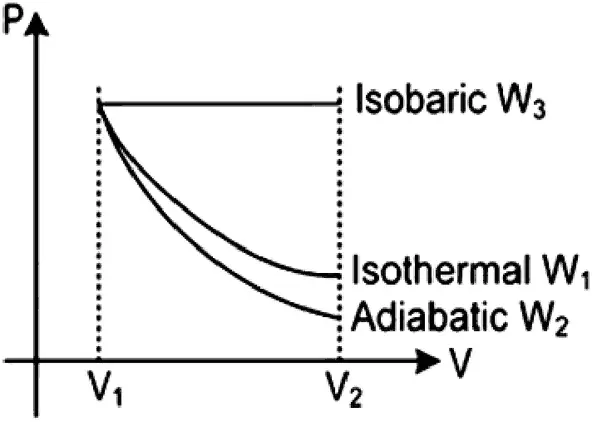 P
Isobaric W₃
Isothermal W₁
Adiabatic W₂
V
V₁
V₂